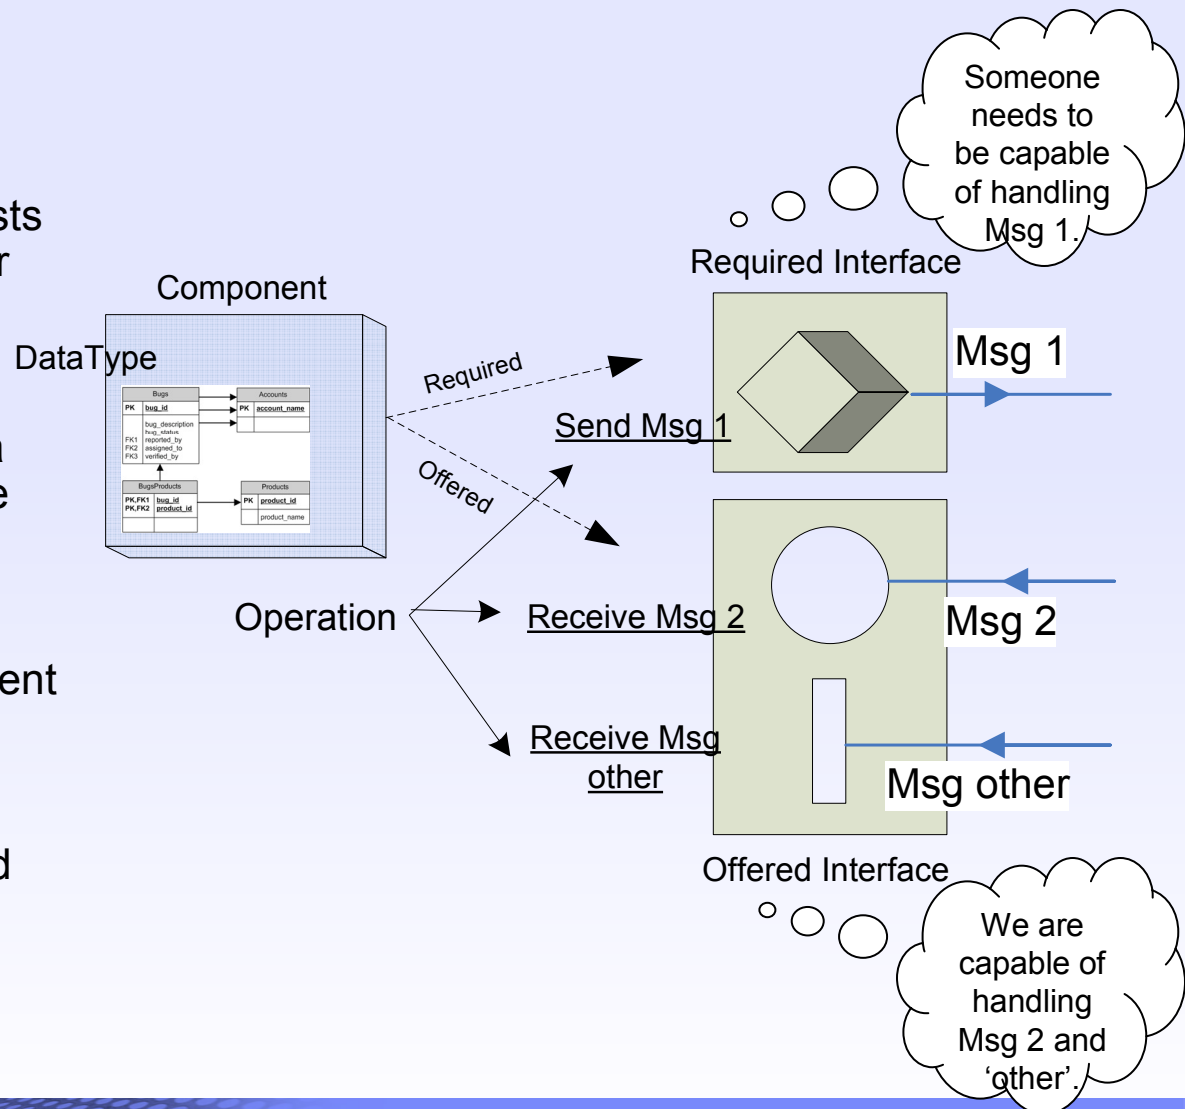 Someone
needs to
be capable
of handling
Msg 1.
sts
r
a
e
ent
d
Component
DataType
Bugs
PK bug_id
bug_description
bug_status
FK1 reported_by
FK2 assigned_to
FK3 verified_by
Accounts
PK account_name
BugsProducts
PK,FK1 bug_id
PK,FK2 product_id
Products
PK product_id
product_name
Required
Offered
Operation
Required Interface
Send Msg 1
Msg 1
Receive Msg 2
Msg 2
Receive Msg
other
Msg other
Offered Interface
We are
capable of
handling
Msg 2 and
‘other’.